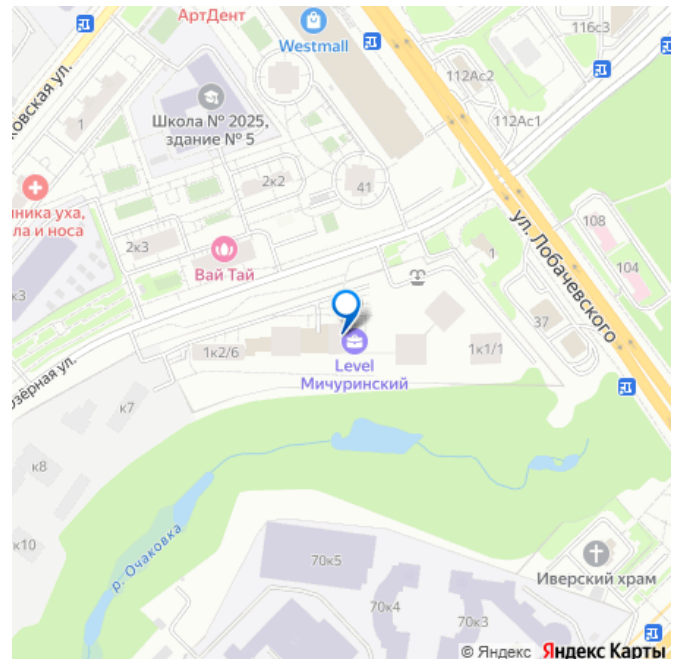 АртДент
Westmall
116с3
112Ас2
112Ас1
ковская ул.
1
Школа № 2025,
здание № 5
2к2
41
ника уха,
ла и носа
2к3
Вай Тай
к3
1
108
104
ул. Лобачевского
37
1к2/6
Level
Мичуринский
1к1/1
озёрная ул.
к7
к8
к10
р. Очаковка
70к5
70к4
70к3
Иверский храм
© Яндекс Яндекс Карты